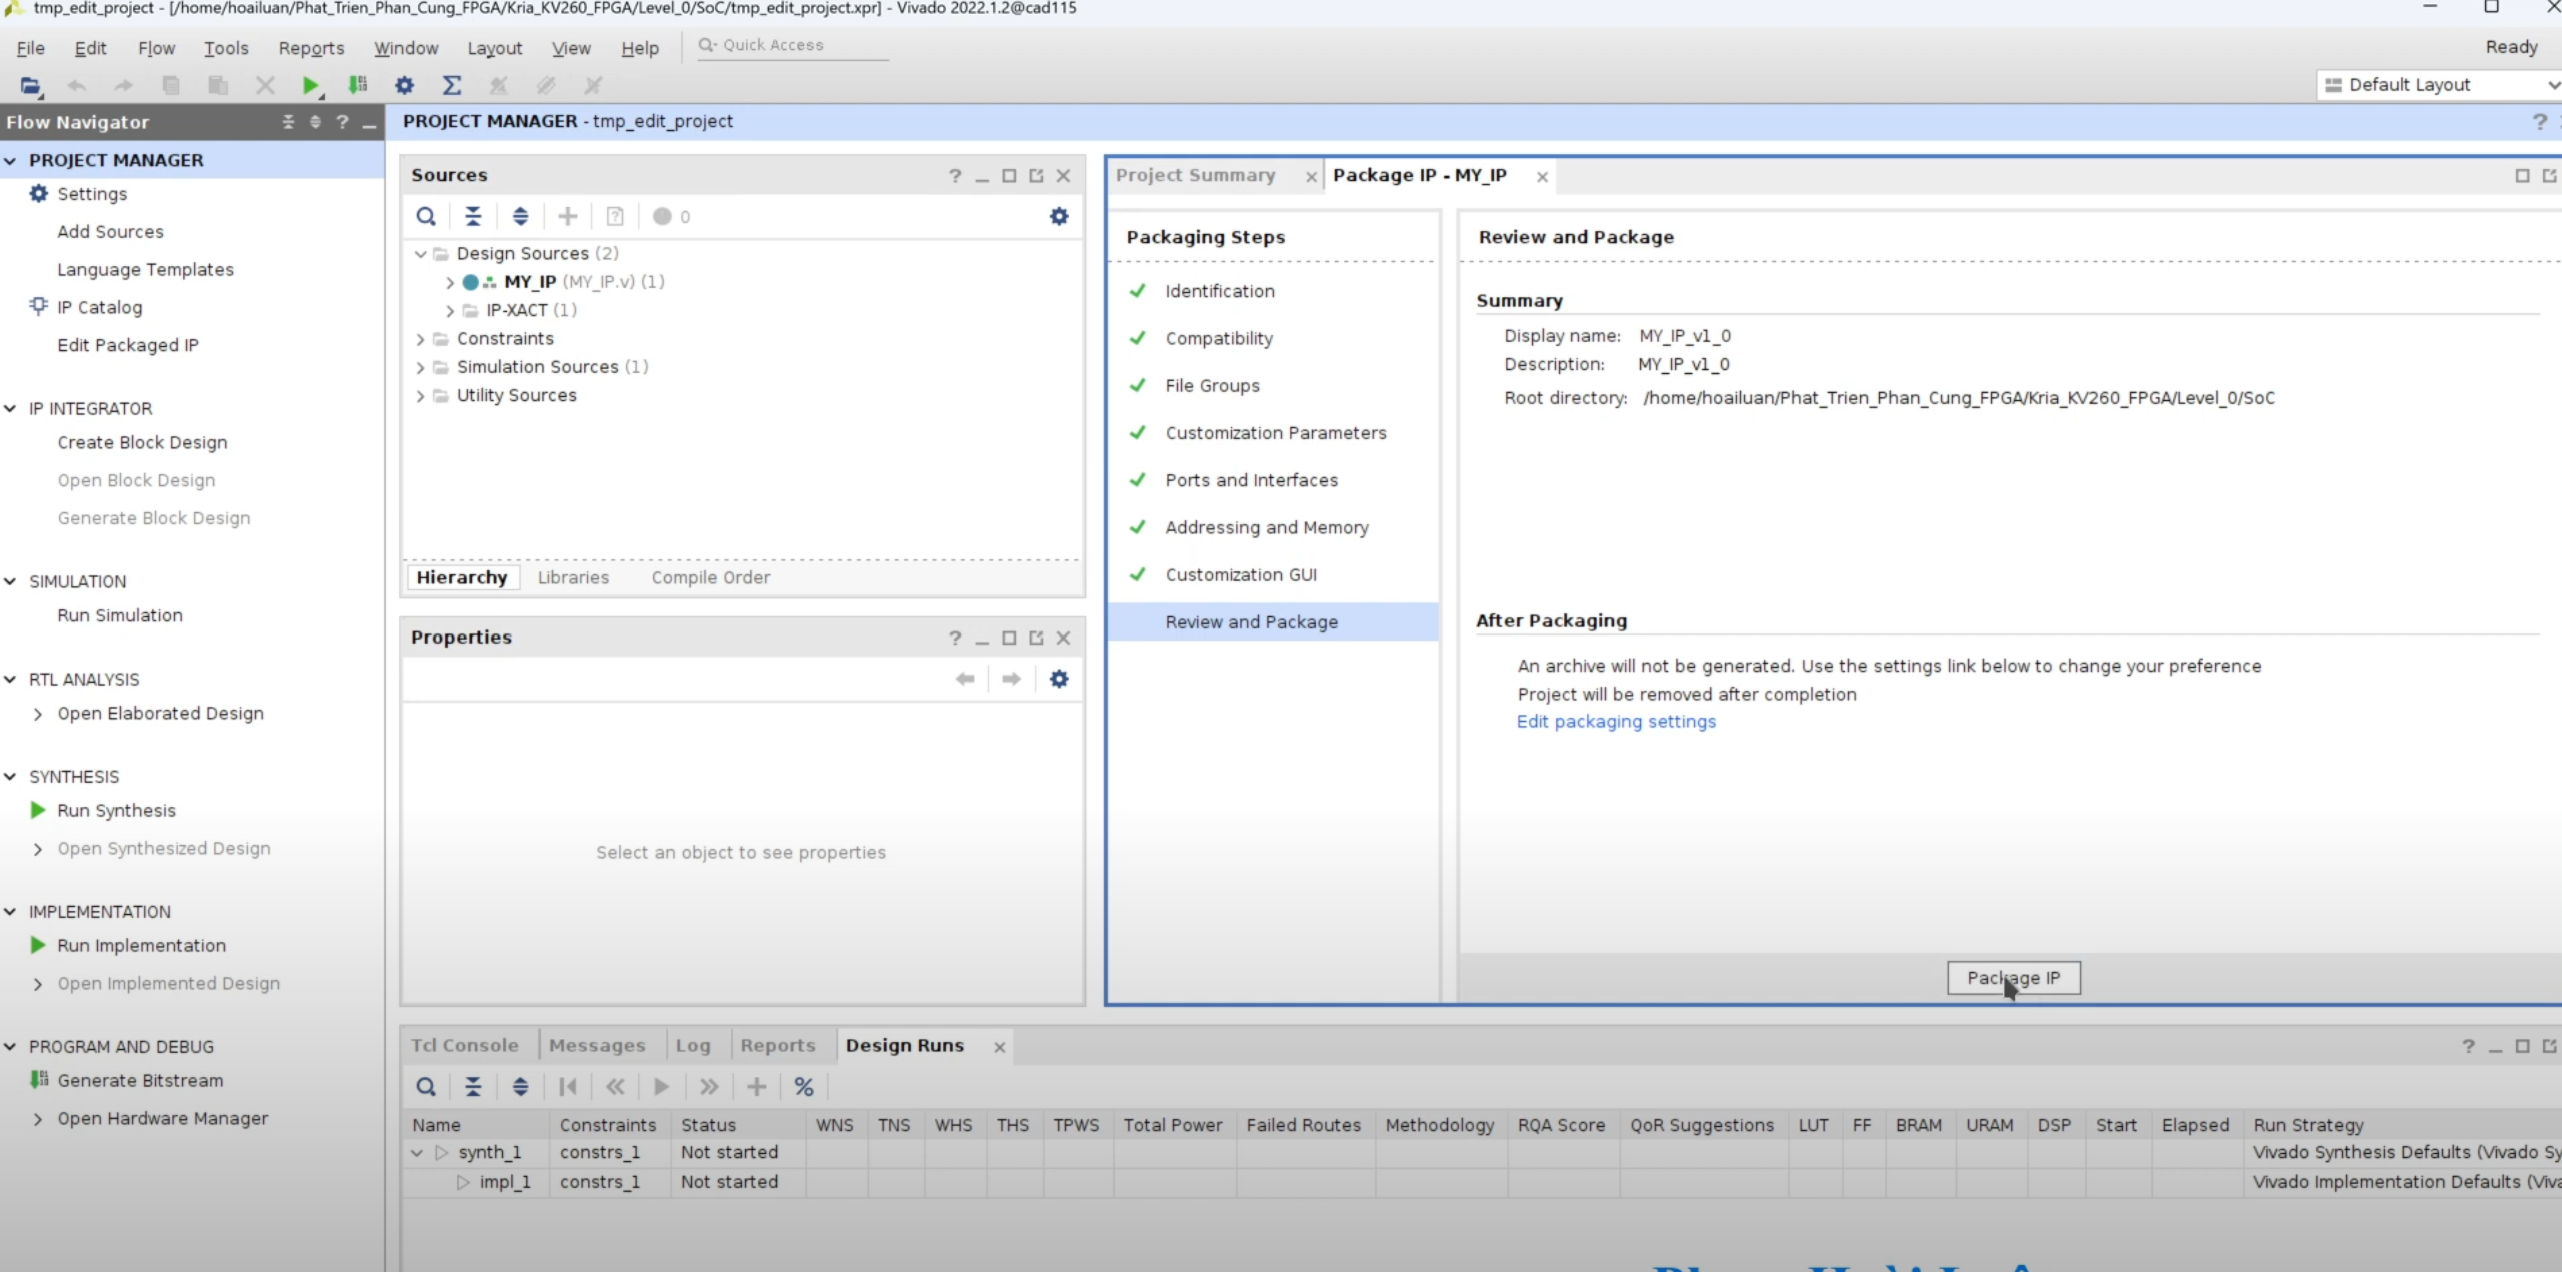 tmp_edit_project - [/home/hoailuan/Phat_Trien_Phan_Cung_FPGA/Kria_KV260_FPGA/Level_0/SoC/tmp_edit_project.xpr] - Vivado 2022.1.2@cad115
File Edit Flow Tools Reports Window Layout View Help Quick Access
Ready
Default Layout
Flow Navigator
PROJECT MANAGER
Settings
Add Sources
Language Templates
IP Catalog
Edit Packaged IP
IP INTEGRATOR
Create Block Design
Open Block Design
Generate Block Design
SIMULATION
Run Simulation
RTL ANALYSIS
Open Elaborated Design
SYNTHESIS
Run Synthesis
Open Synthesized Design
IMPLEMENTATION
Run Implementation
Open Implemented Design
PROGRAM AND DEBUG
Generate Bitstream
Open Hardware Manager
PROJECT MANAGER - tmp_edit_project
Sources
0
Design Sources (2)
MY_IP (MY_IP.v) (1)
IP-XACT (1)
Constraints
Simulation Sources (1)
Utility Sources
Hierarchy Libraries Compile Order
Properties
Select an object to see properties
Project Summary Package IP - MY_IP
Packaging Steps
Identification
Compatibility
File Groups
Customization Parameters
Ports and Interfaces
Addressing and Memory
Customization GUI
Review and Package
Review and Package
Summary
Display name: MY_IP_v1_0
Description: MY_IP_v1_0
Root directory: /home/hoailuan/Phat_Trien_Phan_Cung_FPGA/Kria_KV260_FPGA/Level_0/SoC
After Packaging
An archive will not be generated. Use the settings link below to change your preference
Project will be removed after completion
Edit packaging settings
Package IP
Tcl Console Messages Log Reports Design Runs
%
Name Constraints Status WNS TNS WHS THS TPWS Total Power Failed Routes Methodology RQA Score QoR Suggestions LUT FF BRAM URAM DSP Start Elapsed Run Strategy
synth_1 constrs_1 Not started Vivado Synthesis Defaults (Vivado Sy
impl_1 constrs_1 Not started Vivado Implementation Defaults (Viva